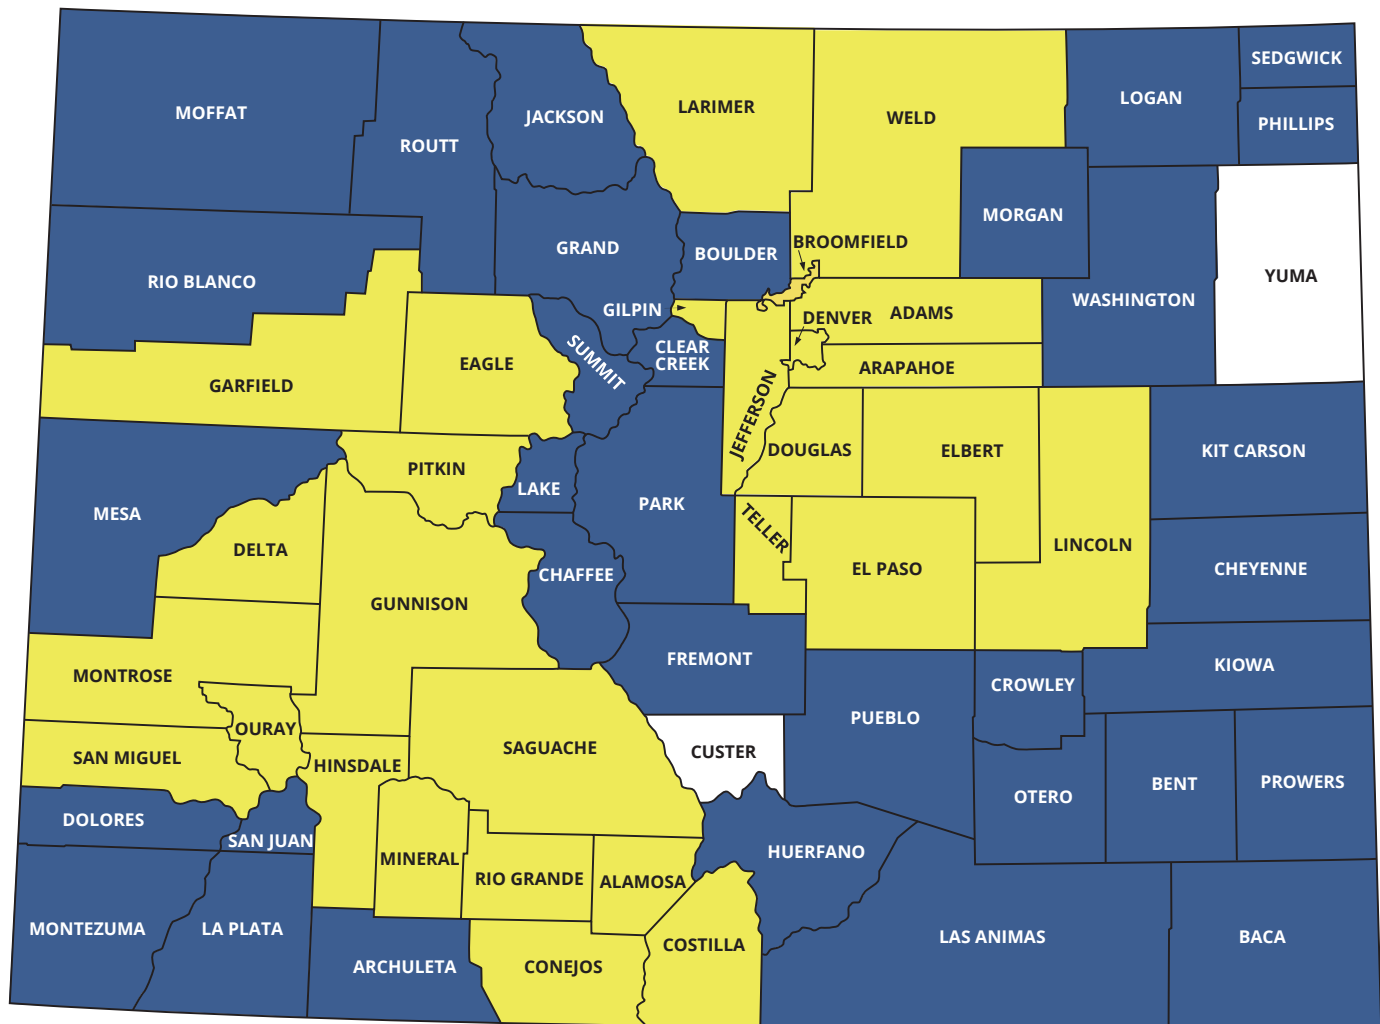 SEDGWICK
LOGAN
LARIMER
MOFFAT
JACKSON
WELD
PHILLIPS
ROUTT
MORGAN
BROOMFIELD
GRAND
BOULDER
YUMA
RIO BLANCO
WASHINGTON
GILPIN
ADAMS
DENVER
CLEAR
CREEK
SUMMIT
EAGLE
ARAPAHOE
GARFIELD
JEFFERSON
DOUGLAS
ELBERT
KIT CARSON
PITKIN
LAKE
PARK
MESA
TELLER
LINCOLN
DELTA
EL PASO
CHEYENNE
CHAFFEE
GUNNISON
FREMONT
KIOWA
MONTROSE
CROWLEY
PUEBLO
OURAY
SAGUACHE
CUSTER
SAN MIGUEL
HINSDALE
PROWERS
BENT
OTERO
DOLORES
SAN JUAN
HUERFANO
MINERAL
RIO GRANDE
ALAMOSA
MONTEZUMA
LA PLATA
LAS ANIMAS
BACA
COSTILLA
ARCHULETA
CONEJOS